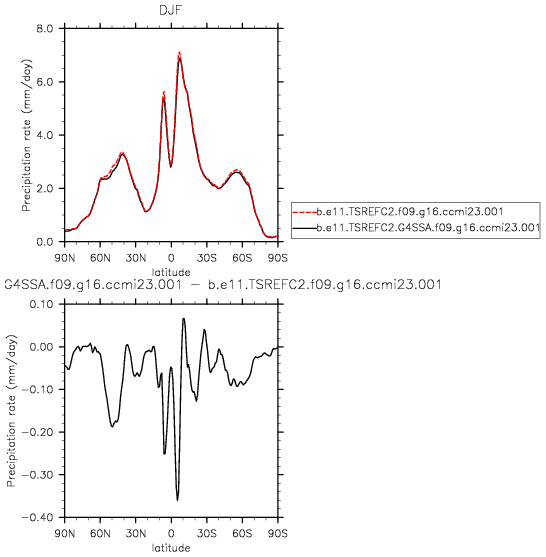 DJF
8.0
6.0
4.0
2.0
0.0
Precipitation rate (mm/day)
90N 60N 30N 0 30S 60S 90S
latitude
b.e11.TSREFC2.f09.g16.ccmi23.001
b.e11.TSREFC2.G4SSA.f09.g16.ccmi23.001
G4SSA.f09.g16.ccmi23.001 − b.e11.TSREFC2.f09.g16.ccmi23.001
0.10
0.00
−0.10
−0.20
−0.30
−0.40
Precipitation rate (mm/day)
90N 60N 30N 0 30S 60S 90S
latitude